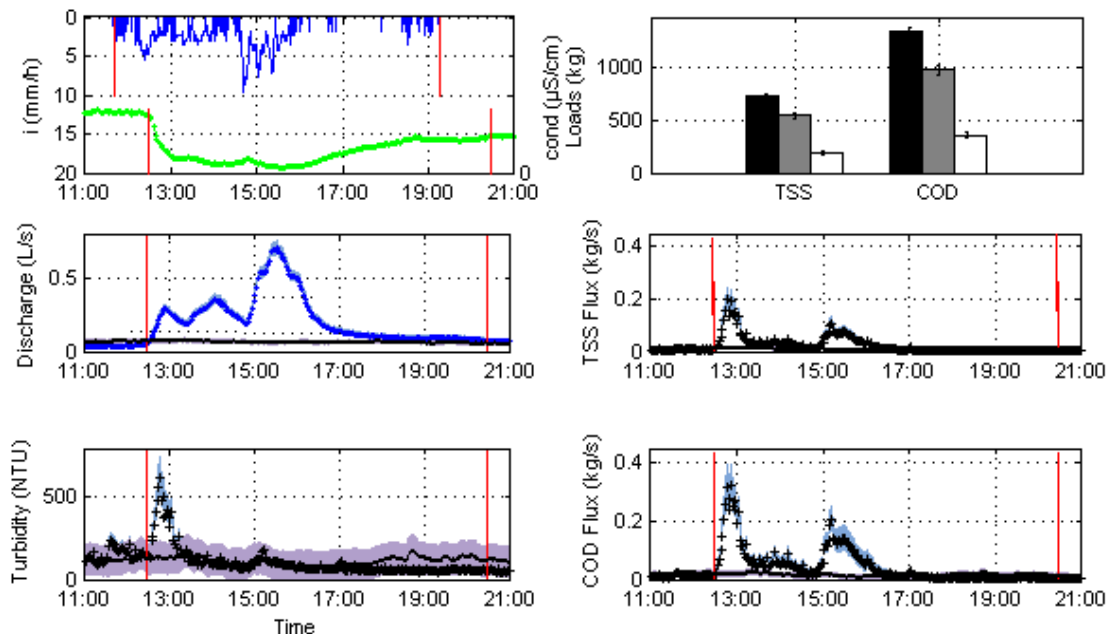 0
5
10
15
20
i (mm/h)
0
cond (µS/cm)
11:00 13:00 15:00 17:00 19:00 21:00
1000
500
0
Loads (kg)
TSS COD
0.5
0
Discharge (L/s)
11:00 13:00 15:00 17:00 19:00 21:00
0.4
0.2
0
TSS Flux (kg/s)
11:00 13:00 15:00 17:00 19:00 21:00
500
0
Turbidity (NTU)
11:00 13:00 15:00 17:00 19:00 21:00
Time
0.4
0.2
0
COD Flux (kg/s)
11:00 13:00 15:00 17:00 19:00 21:00